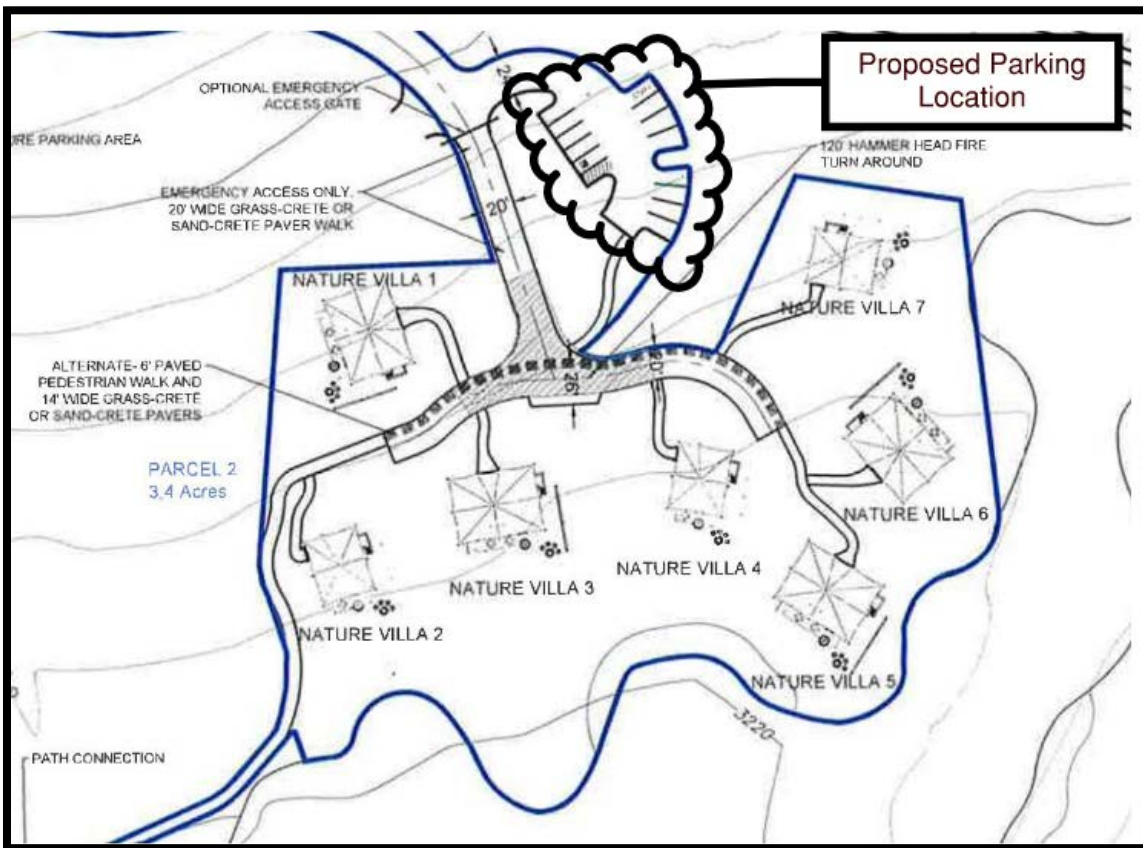 Proposed Parking
Location
OPTIONAL EMERGENCY
ACCESS GATE
24'
PARKING AREA
120' HAMMER HEAD FIRE
TURN AROUND
EMERGENCY ACCESS ONLY,
20' WIDE GRASS-CRETE OR
SAND-CRETE PAVER WALK
20'
NATURE VILLA 1
NATURE VILLA 7
ALTERNATE- 6' PAVED
PEDESTRIAN WALK AND
14' WIDE GRASS-CRETE
OR SAND-CRETE PAVERS
26'
20'
PARCEL 2
3.4 Acres
NATURE VILLA 6
NATURE VILLA 4
NATURE VILLA 3
NATURE VILLA 2
NATURE VILLA 5
3220
PATH CONNECTION